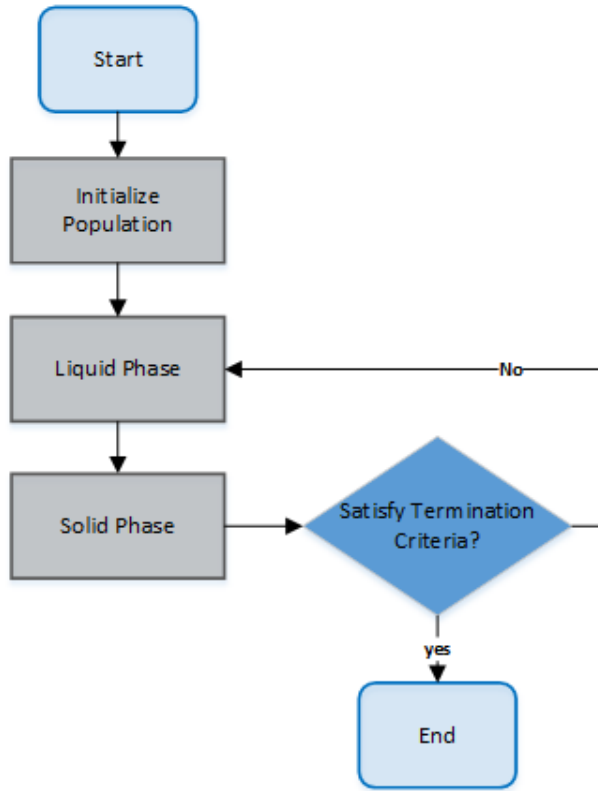 Start
Initialize
Population
Liquid Phase
No
Solid Phase
Satisfy Termination
Criteria?
yes
End